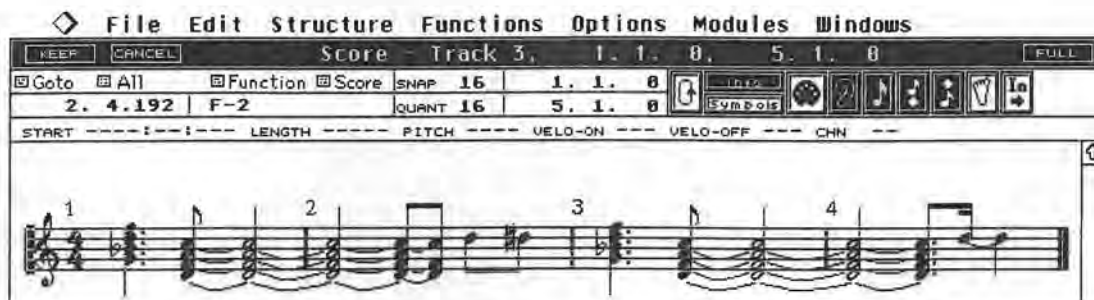 File Edit Structure Functions Options Modules Windows
KEEP CANCEL Score - Track 3, 1. 1. 0, 5. 1. 0 FULL
Goto All Function Score SNAP 16 1. 1. 0 Info
2. 4.192 F-2 QUANT 16 5. 1. 0 Symbols In
START ----:--:---- LENGTH ----- PITCH ---- VELO-ON --- VELO-OFF --- CHN --
1 2 3 4